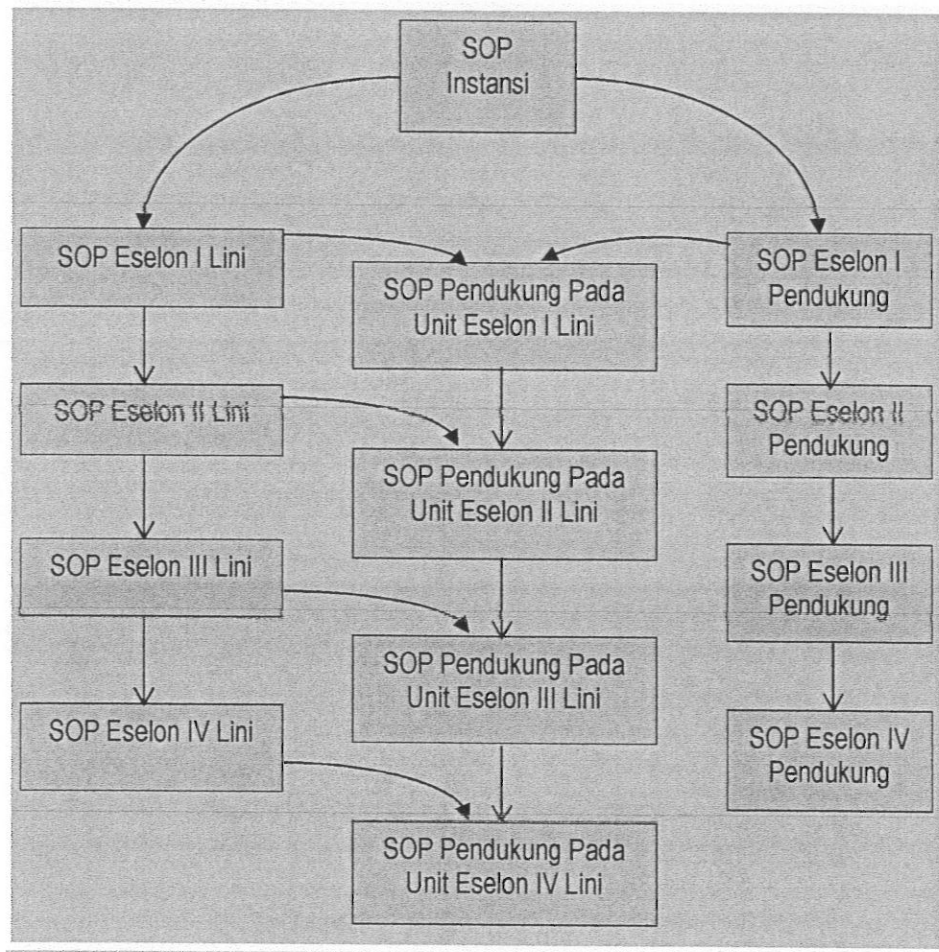 SOP
Instansi
SOP Eselon I Lini
SOP Pendukung Pada
Unit Eselon I Lini
SOP Eselon I
Pendukung
SOP Eselon II Lini
SOP Pendukung Pada
Unit Eselon II Lini
SOP Eselon II
Pendukung
SOP Eselon III Lini
SOP Pendukung Pada
Unit Eselon III Lini
SOP Eselon III
Pendukung
SOP Eselon IV Lini
SOP Pendukung Pada
Unit Eselon IV Lini
SOP Eselon IV
Pendukung